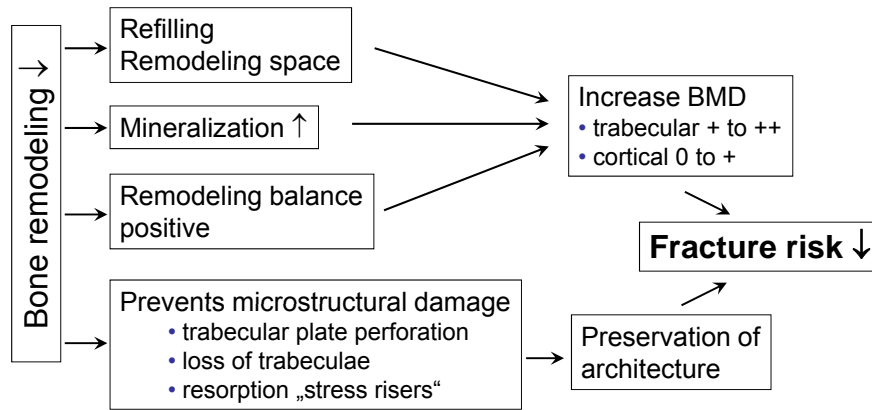 Bone remodeling ↓
Refilling
Remodeling space
Mineralization ↑
Remodeling balance
positive
Prevents microstructural damage
• trabecular plate perforation
• loss of trabeculae
• resorption „stress risers“
Increase BMD
• trabecular + to ++
• cortical 0 to +
Preservation of
architecture
Fracture risk ↓